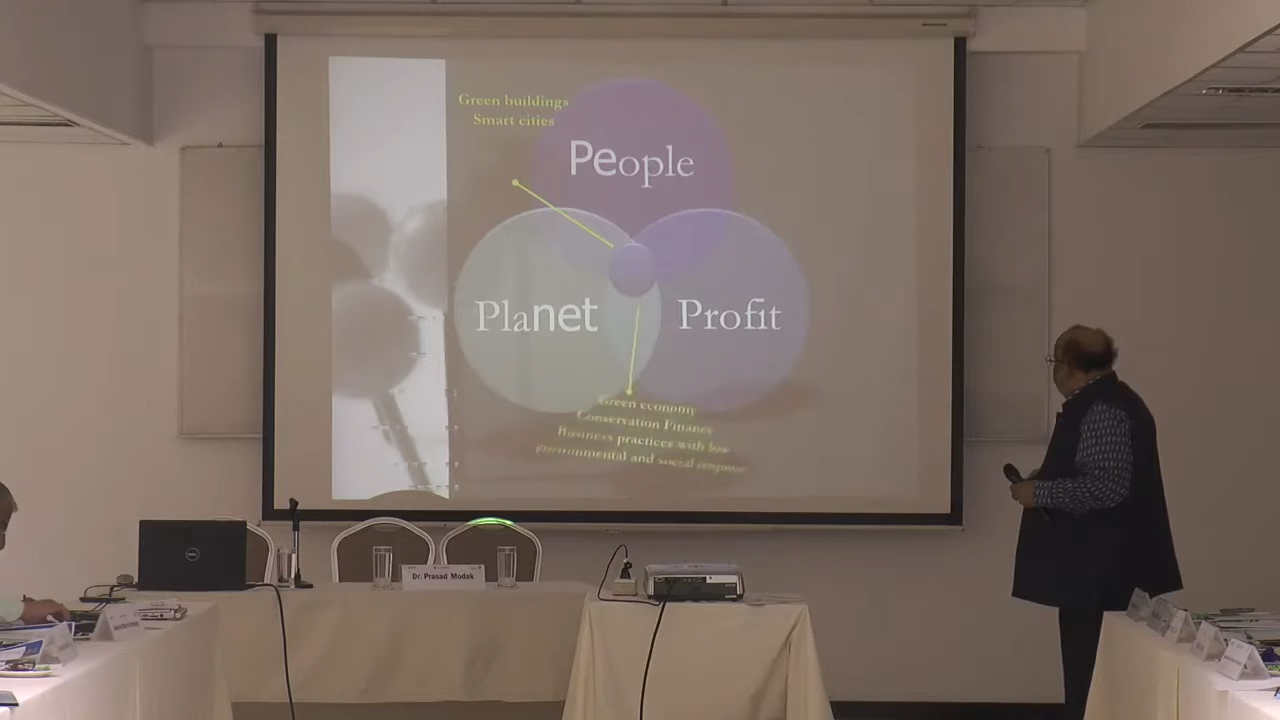 Green buildings
Smart cities
People
Planet
Profit
Green economy
Conservation Finance
Business practices with low
environmental and social
Dr. Prasad Modak
DELL